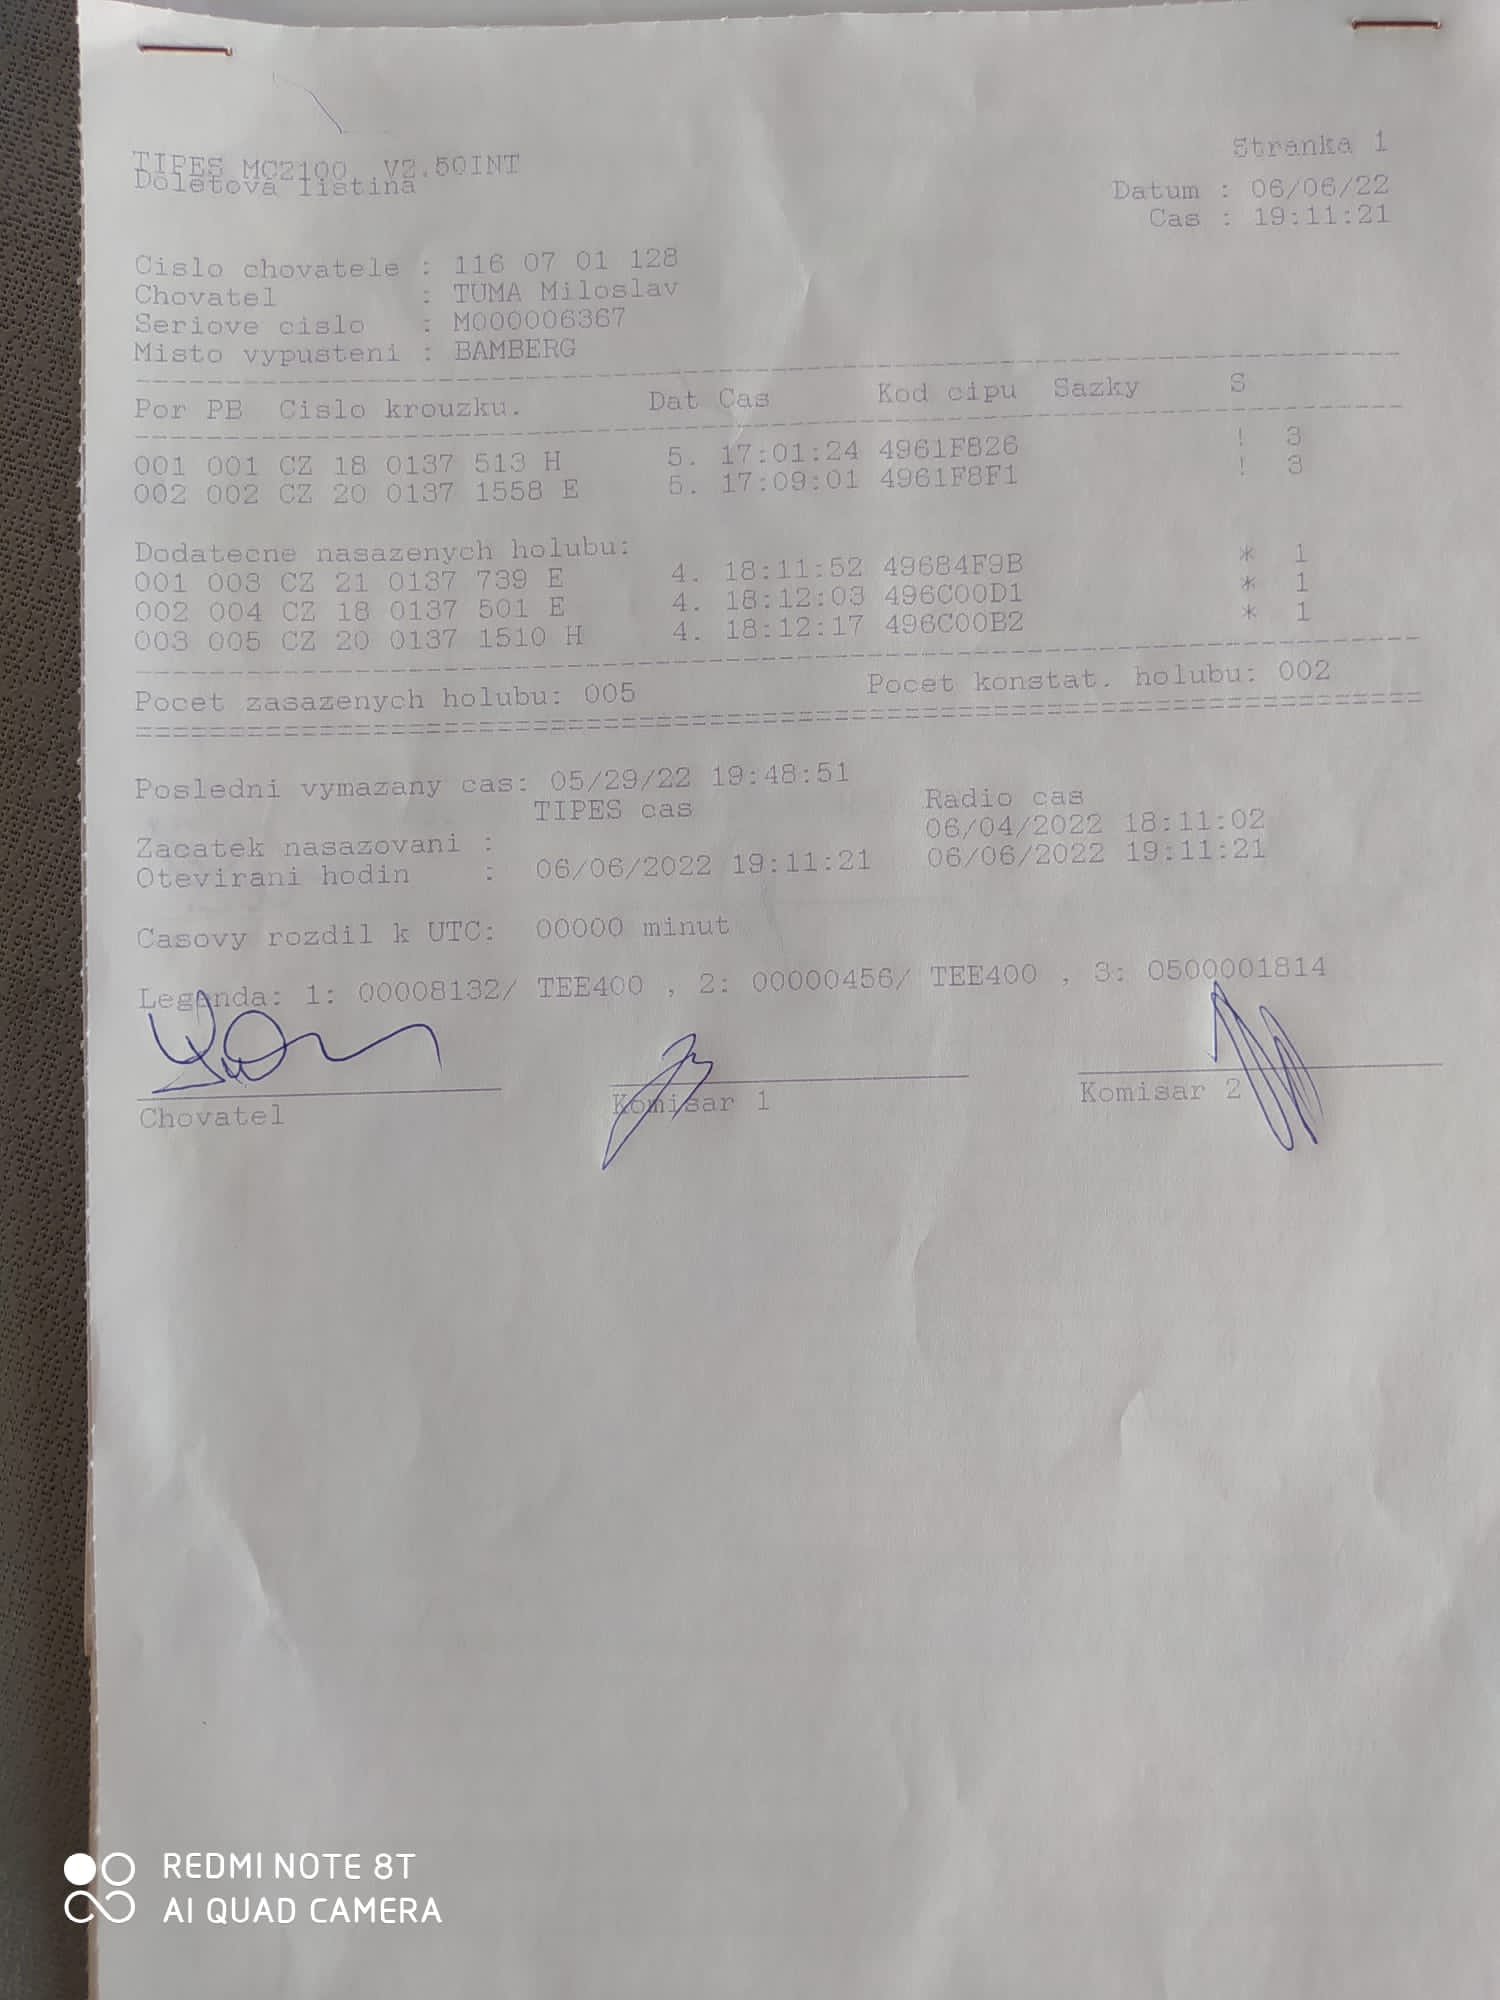 Stranka 1
TIPES MC2100 V2.50INT
Doletova listina
Datum : 06/06/22
Cas : 19:11:21
Cislo chovatele : 116 07 01 128
Chovatel : TUMA Miloslav
Seriove cislo : M000006367
Misto vypusteni : BAMBERG
Por PB Cislo krouzku. Dat Cas Kod cipu Sazky S
001 001 CZ 18 0137 513 H 5. 17:01:24 4961F826 ! 3
002 002 CZ 20 0137 1558 E 5. 17:09:01 4961F8F1 ! 3
Dodatecne nasazenych holubu:
001 003 CZ 21 0137 739 E 4. 18:11:52 49684F9B * 1
002 004 CZ 18 0137 501 E 4. 18:12:03 496C00D1 * 1
003 005 CZ 20 0137 1510 H 4. 18:12:17 496C00B2 * 1
Pocet zasazenych holubu: 005 Pocet konstat. holubu: 002
Posledni vymazany cas: 05/29/22 19:48:51
TIPES cas Radio cas
Zacatek nasazovani : 06/04/2022 18:11:02
Otevirani hodin : 06/06/2022 19:11:21 06/06/2022 19:11:21
Casovy rozdil k UTC: 00000 minut
Legenda: 1: 00008132/ TEE400 , 2: 00000456/ TEE400 , 3: 0500001814
Chovatel Komisar 1 Komisar 2
REDMI NOTE 8T
AI QUAD CAMERA